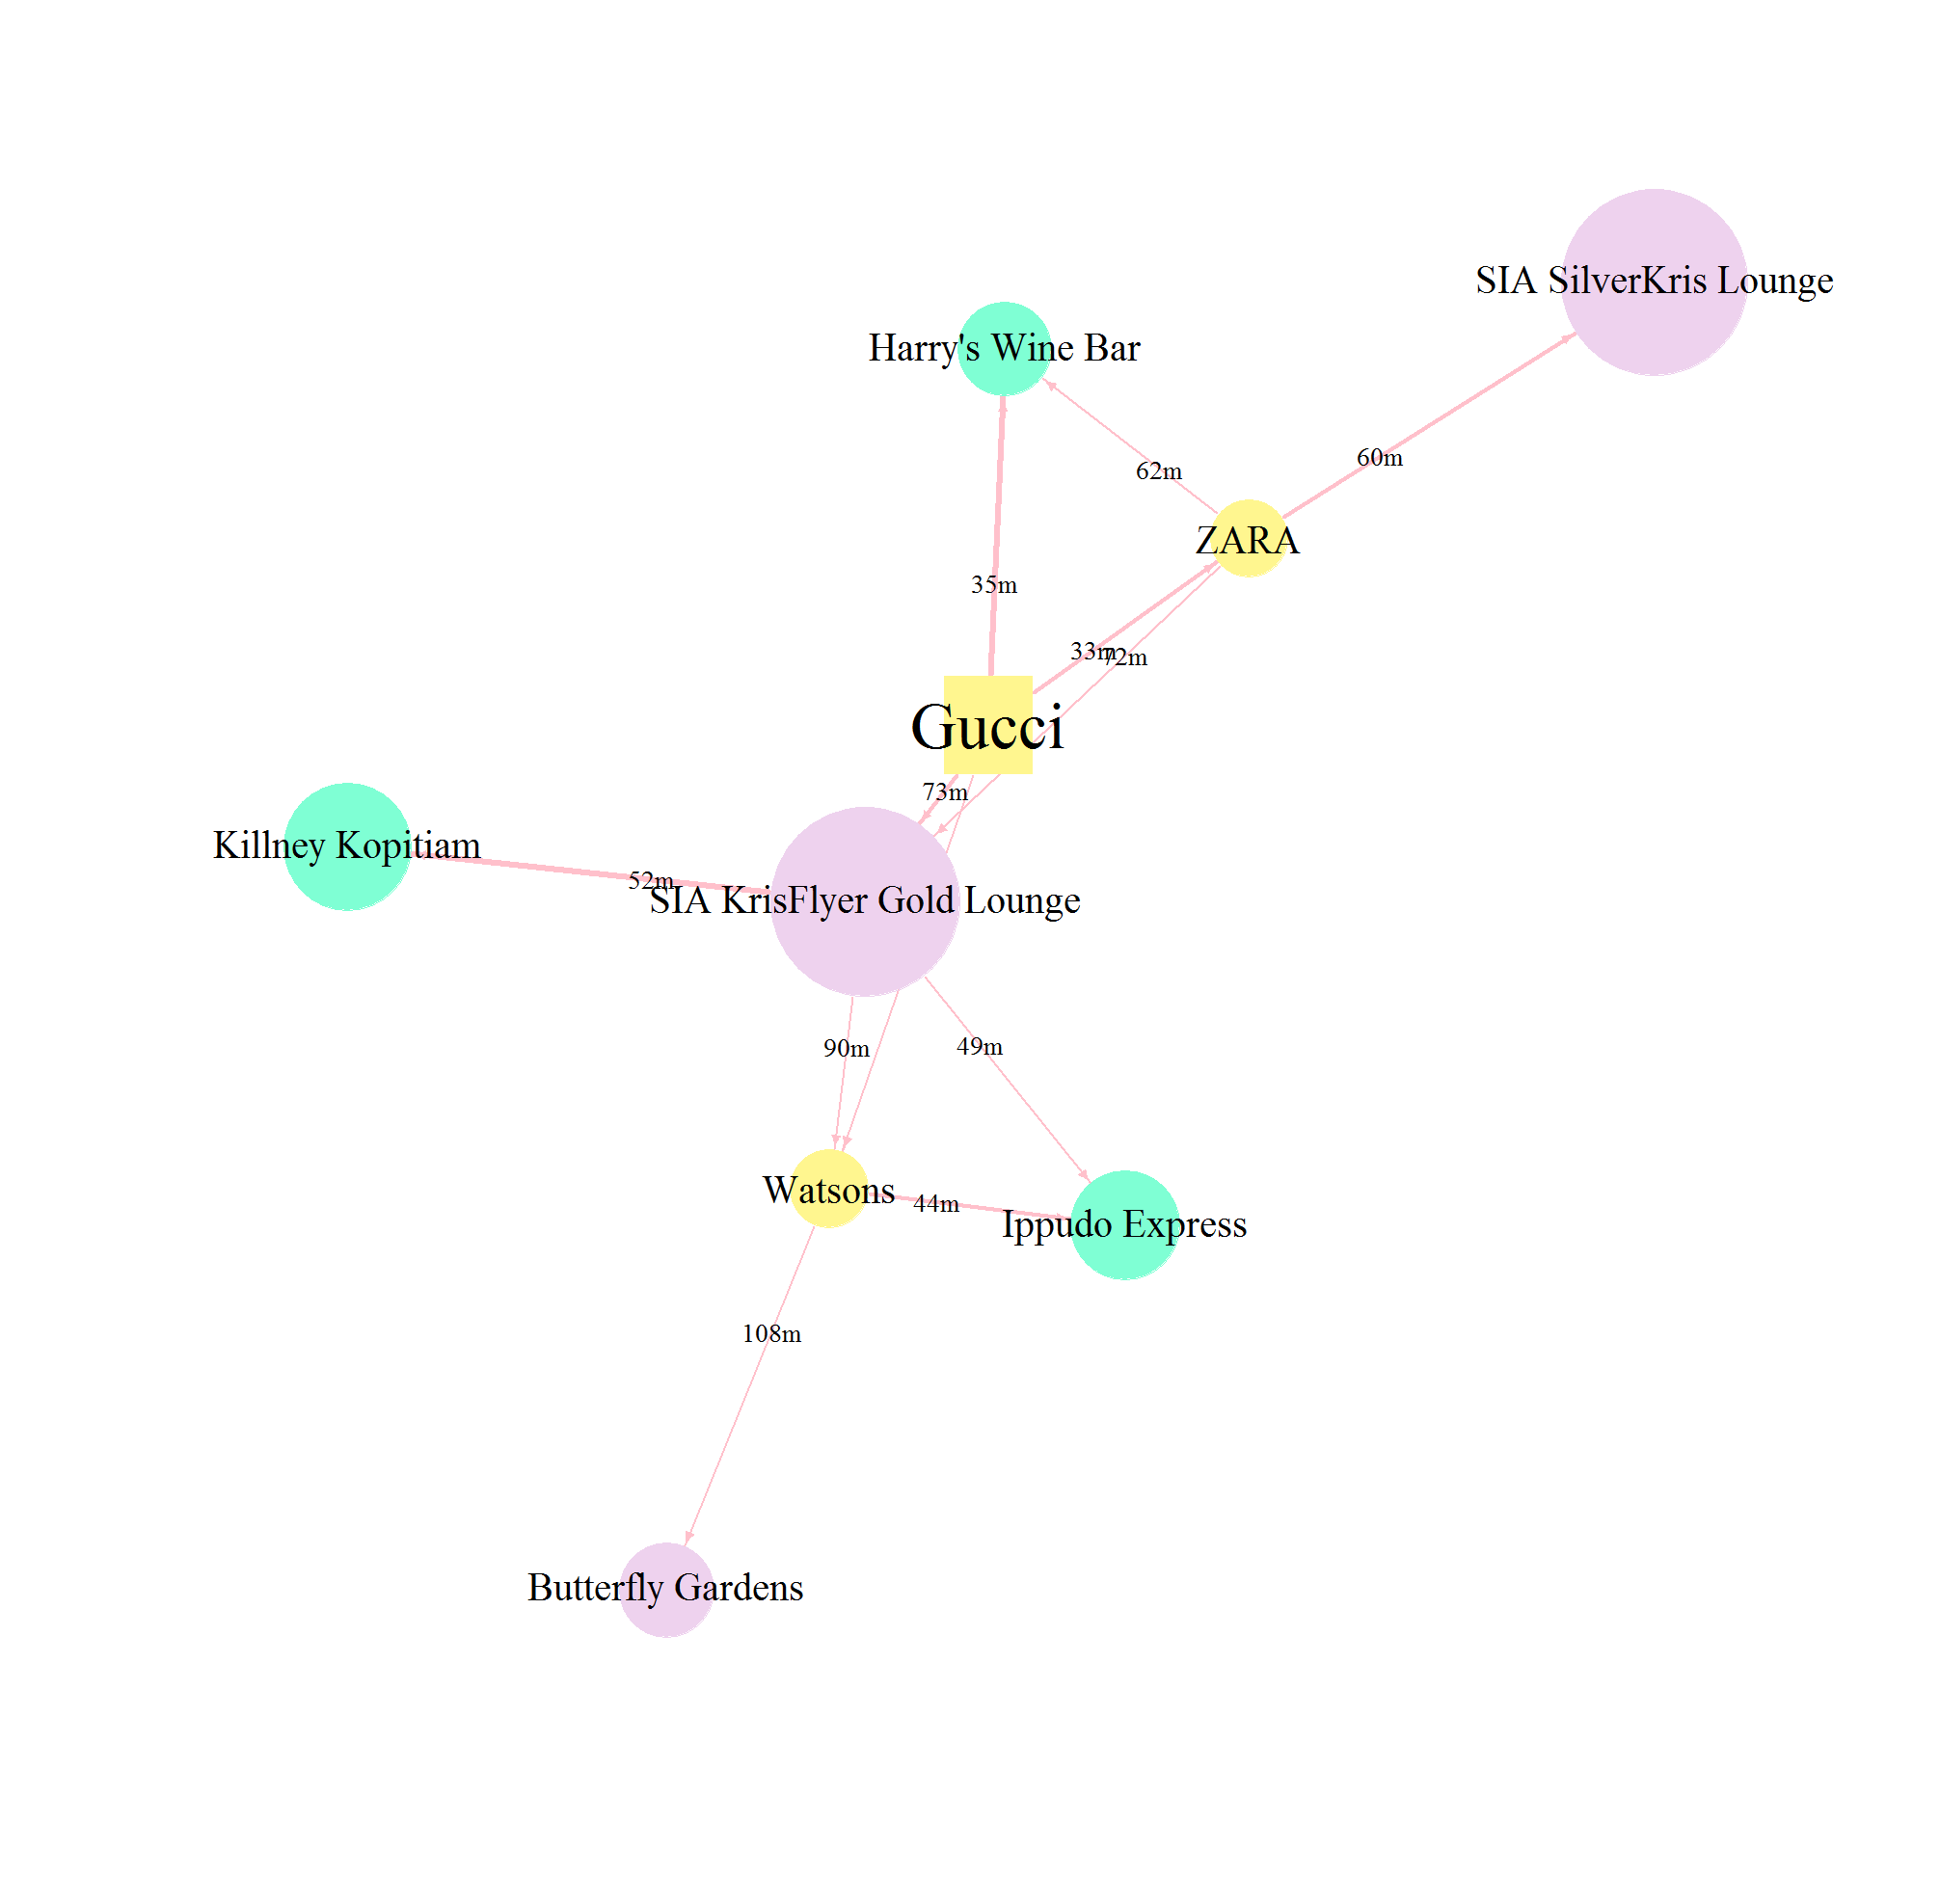 SIA SilverKris Lounge
Harry's Wine Bar
60m
62m
ZARA
35m
33m
72m
Gucci
73m
Killney Kopitiam
52m
SIA KrisFlyer Gold Lounge
90m
49m
Watsons
44m
Ippudo Express
108m
Butterfly Gardens